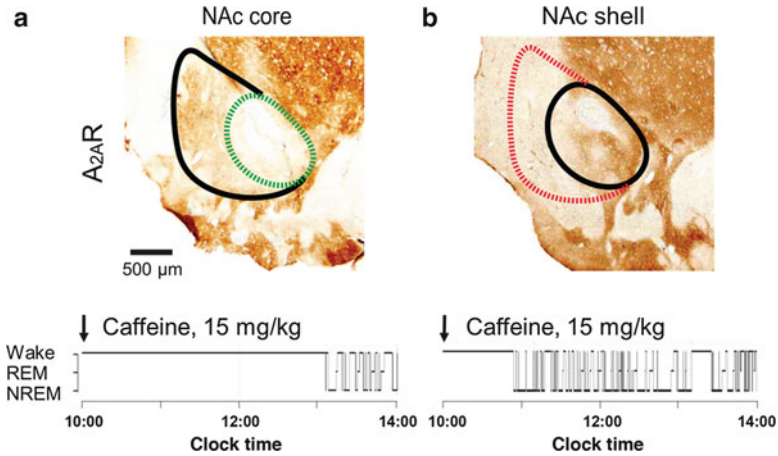 a
NAc core
b
NAc shell
A2AR
500 µm
Caffeine, 15 mg/kg
Wake
REM
NREM
10:00
12:00
14:00
Clock time
Caffeine, 15 mg/kg
10:00
12:00
14:00
Clock time